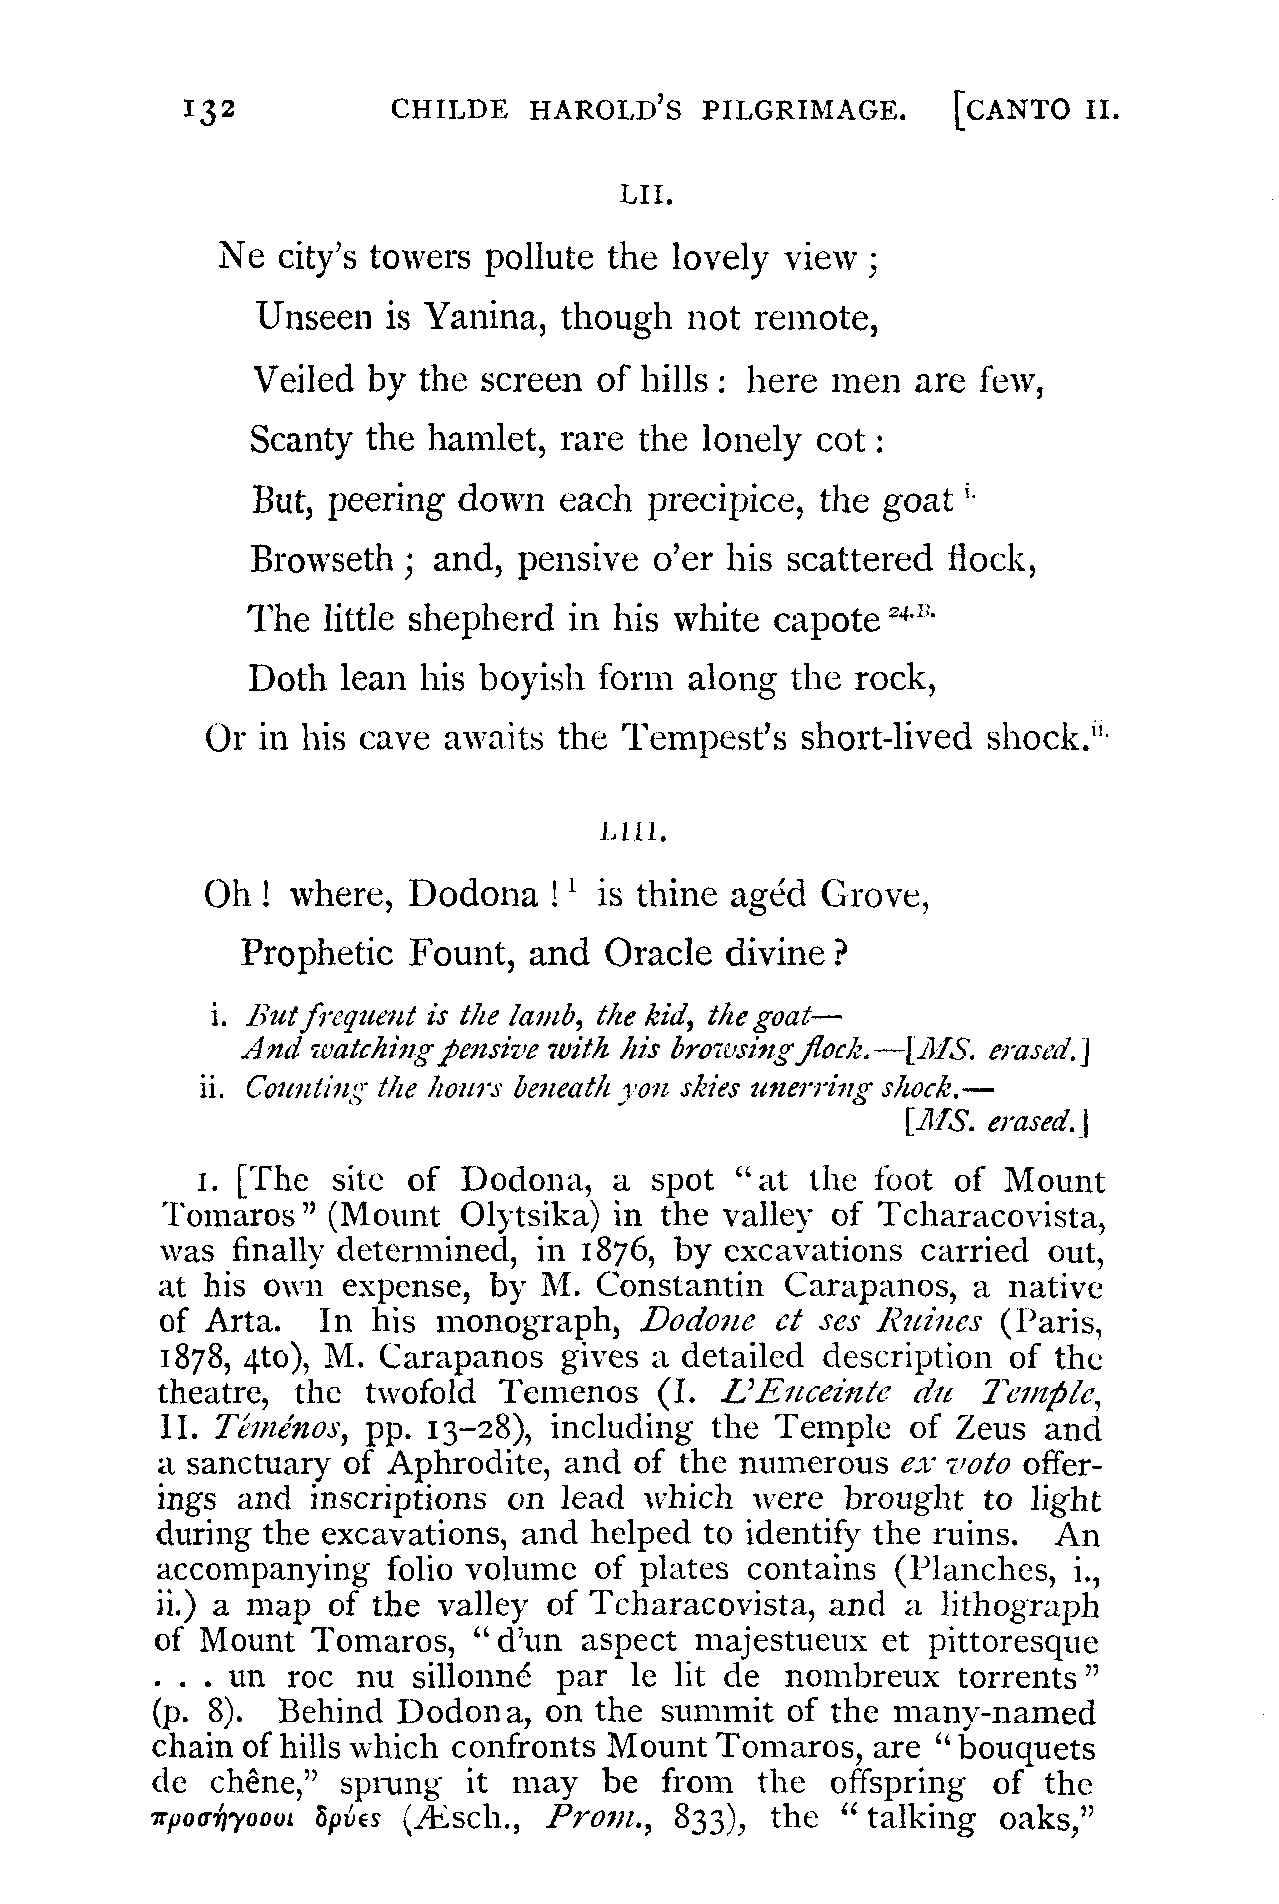 132 CHILDE HAROLD'S PILGRIMAGE. [CANTO II.
LII.
Ne city's towers pollute the lovely view ;
Unseen is Yanina, though not remote,
Veiled by the screen of hills : here men are few,
Scanty the hamlet, rare the lonely cot :
But, peering down each precipice, the goat i.
Browseth ; and, pensive o'er his scattered flock,
The little shepherd in his white capote 24.B.
Doth lean his boyish form along the rock,
Or in his cave awaits the Tempest's short-lived shock.ii.
LIII.
Oh ! where, Dodona ! 1 is thine agéd Grove,
Prophetic Fount, and Oracle divine ?
i. But frequent is the lamb, the kid, the goat—
And watching pensive with his browsing flock.—[MS. erased.]
ii. Counting the hours beneath yon skies unerring shock.—
[MS. erased.]
1. [The site of Dodona, a spot "at the foot of Mount
Tomaros" (Mount Olytsika) in the valley of Tcharacovista,
was finally determined, in 1876, by excavations carried out,
at his own expense, by M. Constantin Carapanos, a native
of Arta. In his monograph, Dodone et ses Ruines (Paris,
1878, 4to), M. Carapanos gives a detailed description of the
theatre, the twofold Temenos (I. L'Enceinte du Temple,
II. Téménos, pp. 13–28), including the Temple of Zeus and
a sanctuary of Aphrodite, and of the numerous ex voto offer-
ings and inscriptions on lead which were brought to light
during the excavations, and helped to identify the ruins. An
accompanying folio volume of plates contains (Planches, i.,
ii.) a map of the valley of Tcharacovista, and a lithograph
of Mount Tomaros, "d'un aspect majestueux et pittoresque
. . . un roc nu sillonné par le lit de nombreux torrents"
(p. 8). Behind Dodona, on the summit of the many-named
chain of hills which confronts Mount Tomaros, are "bouquets
de chêne," sprung it may be from the offspring of the
προσήγοροι δρύες (Æsch., Prom., 833), the "talking oaks,"